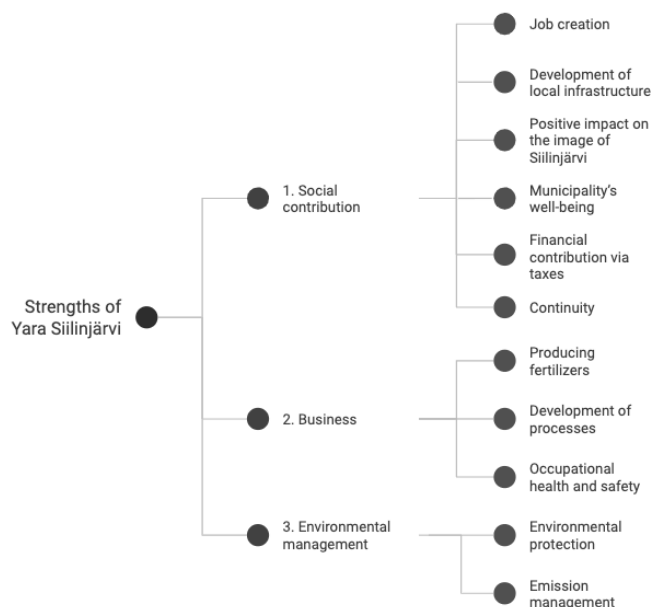 Strengths of
Yara Siilinjärvi
1. Social
contribution
Job creation
Development of
local infrastructure
Positive impact on
the image of
Siilinjärvi
Municipality's
well-being
Financial
contribution via
taxes
Continuity
2. Business
Producing
fertilizers
Development of
processes
Occupational
health and safety
3. Environmental
management
Environmental
protection
Emission
management